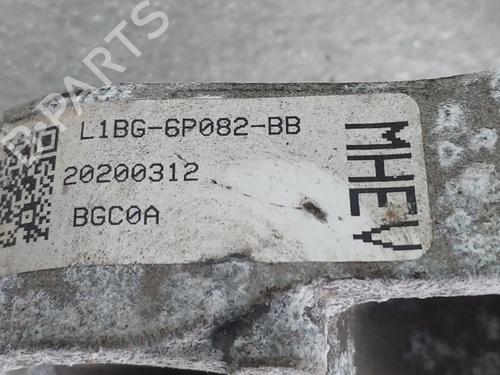 B-PARTS
L1BG-6P082-BB
20200312
BGC0A
MHEV